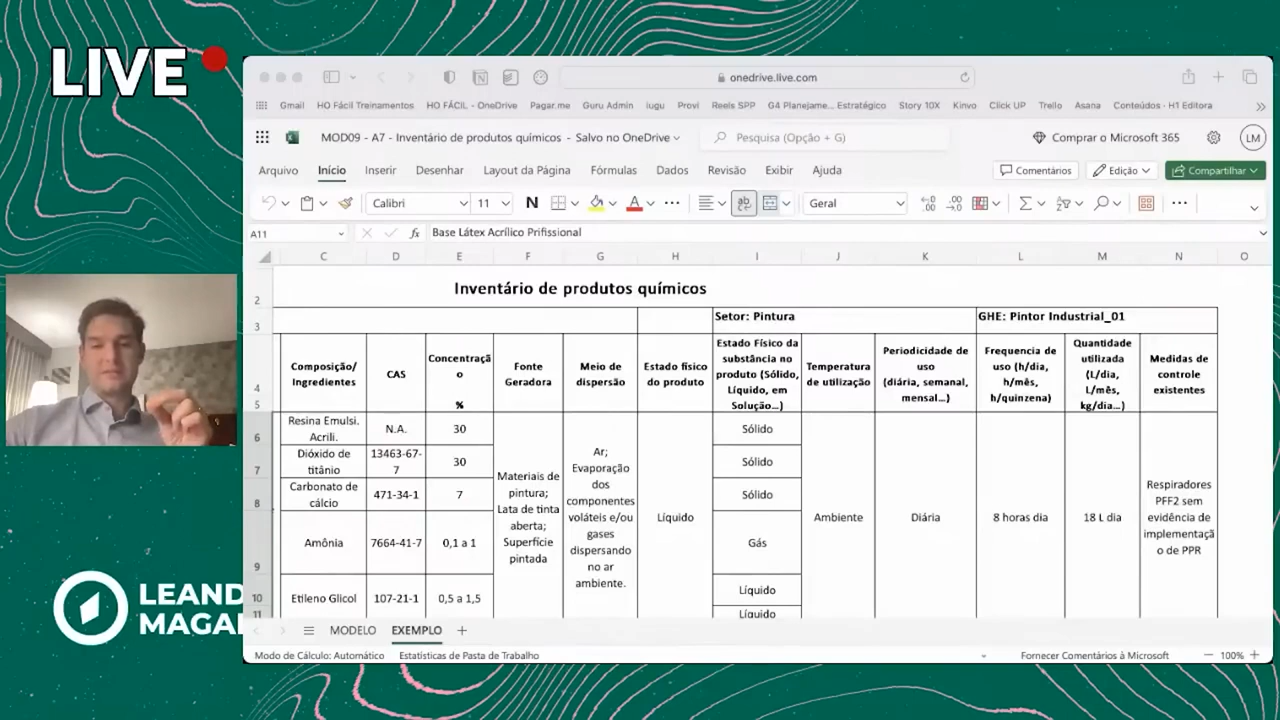 LIVE
onedrive.live.com
Gmail HO Fácil Treinamentos HO FÁCIL - OneDrive Pagar.me Guru Admin iugu Provi Reels SPP G4 Planejame... Estratégico Story 10X Kinvo Click UP Trello Asana Conteúdos - H1 Editora
MOD09 - A7 - Inventário de produtos químicos - Salvo no OneDrive
Pesquisa (Opção + G)
Comprar o Microsoft 365
LM
Arquivo Início Inserir Desenhar Layout da Página Fórmulas Dados Revisão Exibir Ajuda
Comentários Edição Compartilhar
Calibri 11 N A Geral
A11 fx Base Látex Acrílico Prifissional
C D E F G H I J K L M N O
2 Inventário de produtos químicos
3 Setor: Pintura GHE: Pintor Industrial_01
4
5
Composição/
Ingredientes
CAS
Concentraçã
o
%
Fonte
Geradora
Meio de
dispersão
Estado físico
do produto
Estado Físico da
substância no
produto (Sólido,
Líquido, em
Solução...)
Temperatura
de utilização
Periodicidade de
uso
(diária, semanal,
mensal...)
Frequencia de
uso (h/dia,
h/mês,
h/quinzena)
Quantidade
utilizada
(L/dia,
L/mês,
kg/dia...)
Medidas de
controle
existentes
6
Resina Emulsi.
Acrili.
N.A.
30
Sólido
7
Dióxido de
titânio
13463-67-
7
30
Sólido
8
Carbonato de
cálcio
471-34-1
7
Sólido
9
Amônia
7664-41-7
0,1 a 1
Gás
10
Etileno Glicol
107-21-1
0,5 a 1,5
Líquido
11
Líquido
Materiais de
pintura;
Lata de tinta
aberta;
Superfície
pintada
Ar;
Evaporação
dos
componentes
voláteis e/ou
gases
dispersando
no ar
ambiente.
Líquido
Ambiente
Diária
8 horas dia
18 L dia
Respiradores
PFF2 sem
evidência de
implementaçã
o de PPR
LEAND
MAGA
MODELO EXEMPLO
Modo de Cálculo: Automático Estatísticas de Pasta de Trabalho
Fornecer Comentários à Microsoft
100%